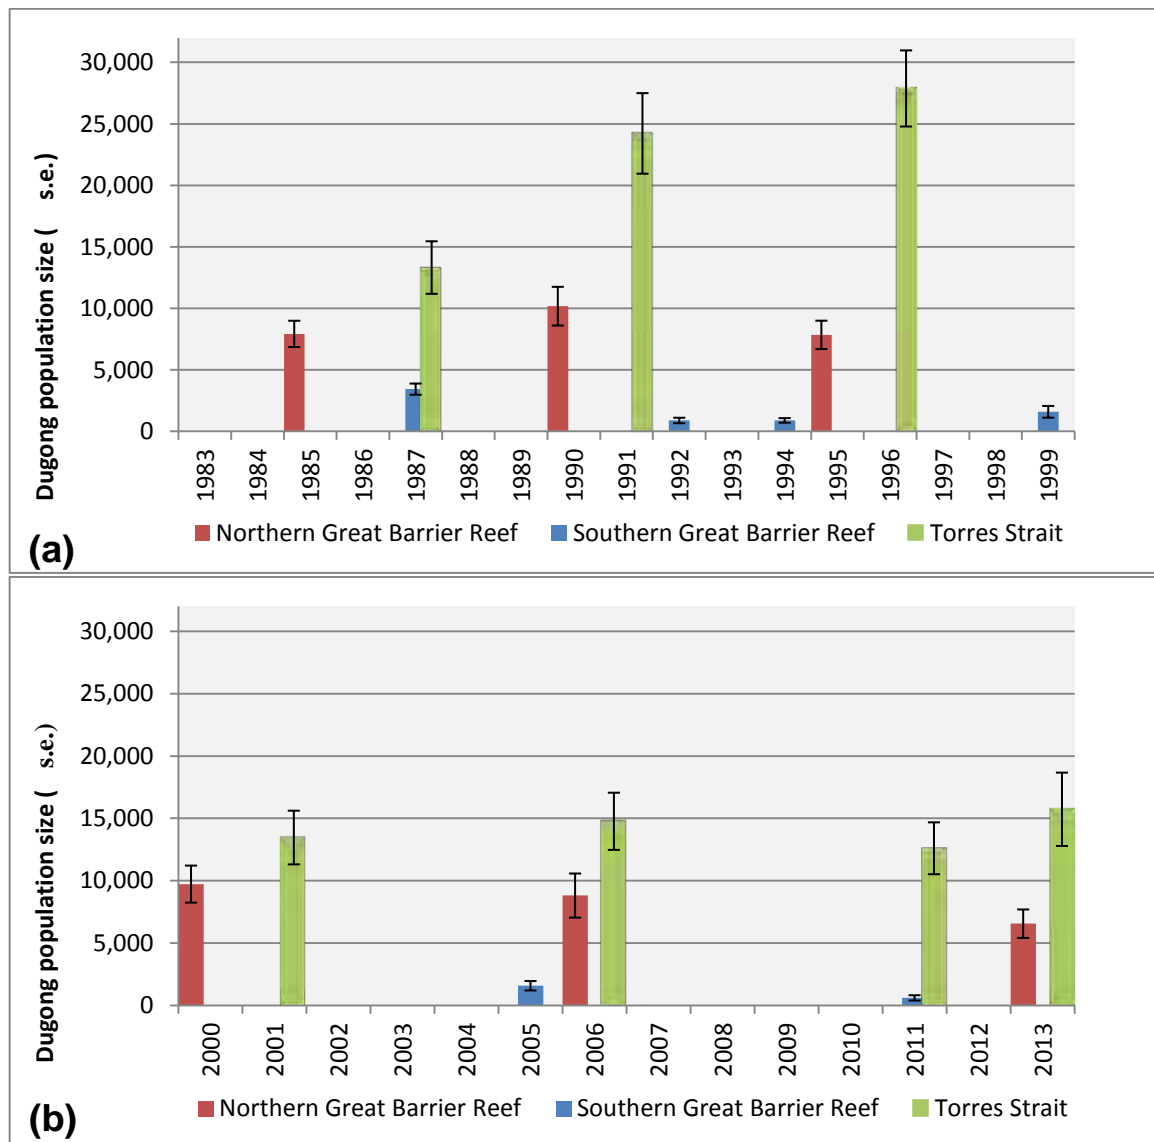 30,000
25,000
20,000
15,000
10,000
5,000
0
Dugong population size ( s.e.)
1983 1984 1985 1986 1987 1988 1989 1990 1991 1992 1993 1994 1995 1996 1997 1998 1999
Northern Great Barrier Reef Southern Great Barrier Reef Torres Strait
(a)
30,000
25,000
20,000
15,000
10,000
5,000
0
Dugong population size ( s.e.)
2000 2001 2002 2003 2004 2005 2006 2007 2008 2009 2010 2011 2012 2013
Northern Great Barrier Reef Southern Great Barrier Reef Torres Strait
(b)